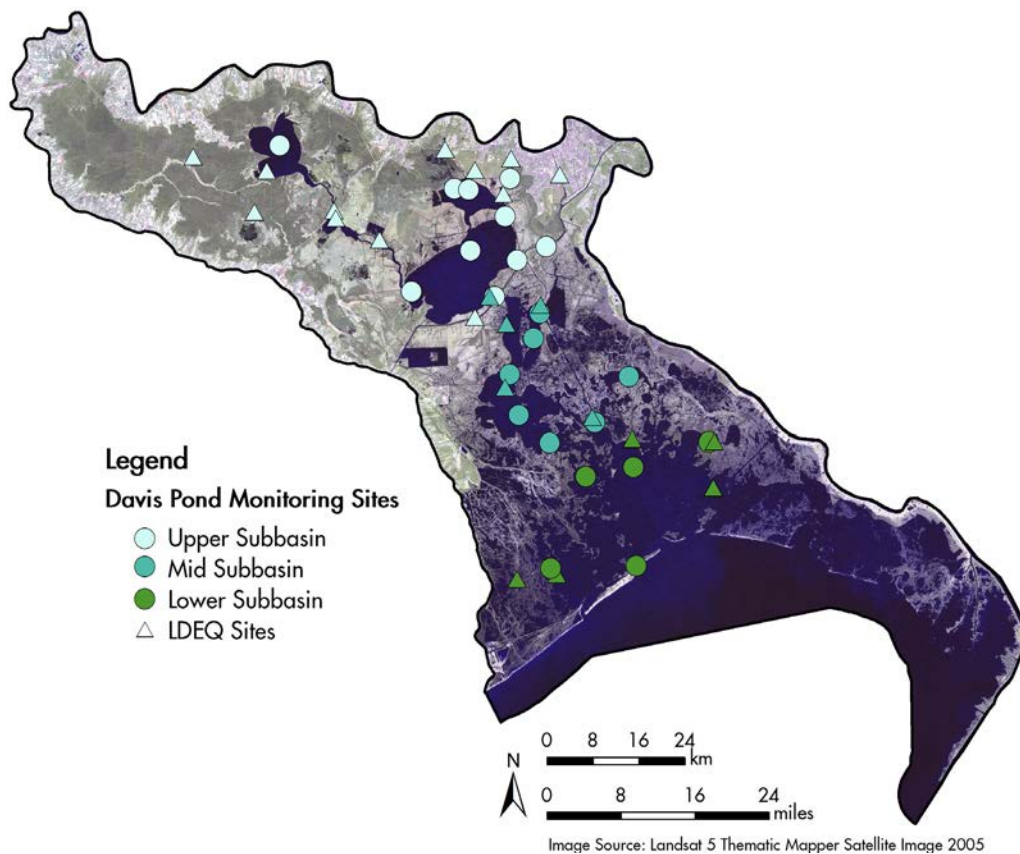 Legend
Davis Pond Monitoring Sites
Upper Subbasin
Mid Subbasin
Lower Subbasin
LDEQ Sites
0 8 16 24
km
N
0 8 16 24
miles
Image Source: Landsat 5 Thematic Mapper Satellite Image 2005